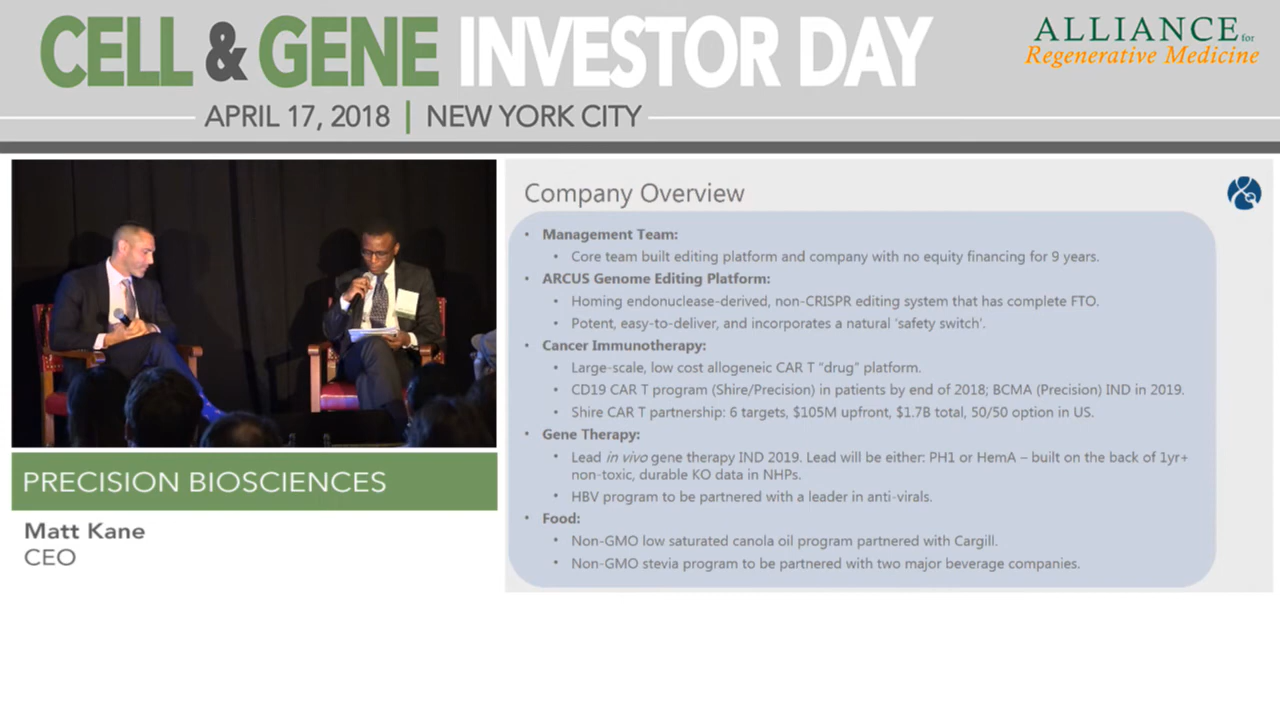 CELL & GENE INVESTOR DAY
APRIL 17, 2018 | NEW YORK CITY
ALLIANCE for
Regenerative Medicine
Company Overview
• Management Team:
• Core team built editing platform and company with no equity financing for 9 years.
• ARCUS Genome Editing Platform:
• Homing endonuclease-derived, non-CRISPR editing system that has complete FTO.
• Potent, easy-to-deliver, and incorporates a natural ‘safety switch’.
• Cancer Immunotherapy:
• Large-scale, low cost allogeneic CAR T “drug” platform.
• CD19 CAR T program (Shire/Precision) in patients by end of 2018; BCMA (Precision) IND in 2019.
• Shire CAR T partnership: 6 targets, $105M upfront, $1.7B total, 50/50 option in US.
• Gene Therapy:
• Lead in vivo gene therapy IND 2019. Lead will be either: PH1 or HemA – built on the back of 1yr+
non-toxic, durable KO data in NHPs.
• HBV program to be partnered with a leader in anti-virals.
• Food:
• Non-GMO low saturated canola oil program partnered with Cargill.
• Non-GMO stevia program to be partnered with two major beverage companies.
PRECISION BIOSCIENCES
Matt Kane
CEO